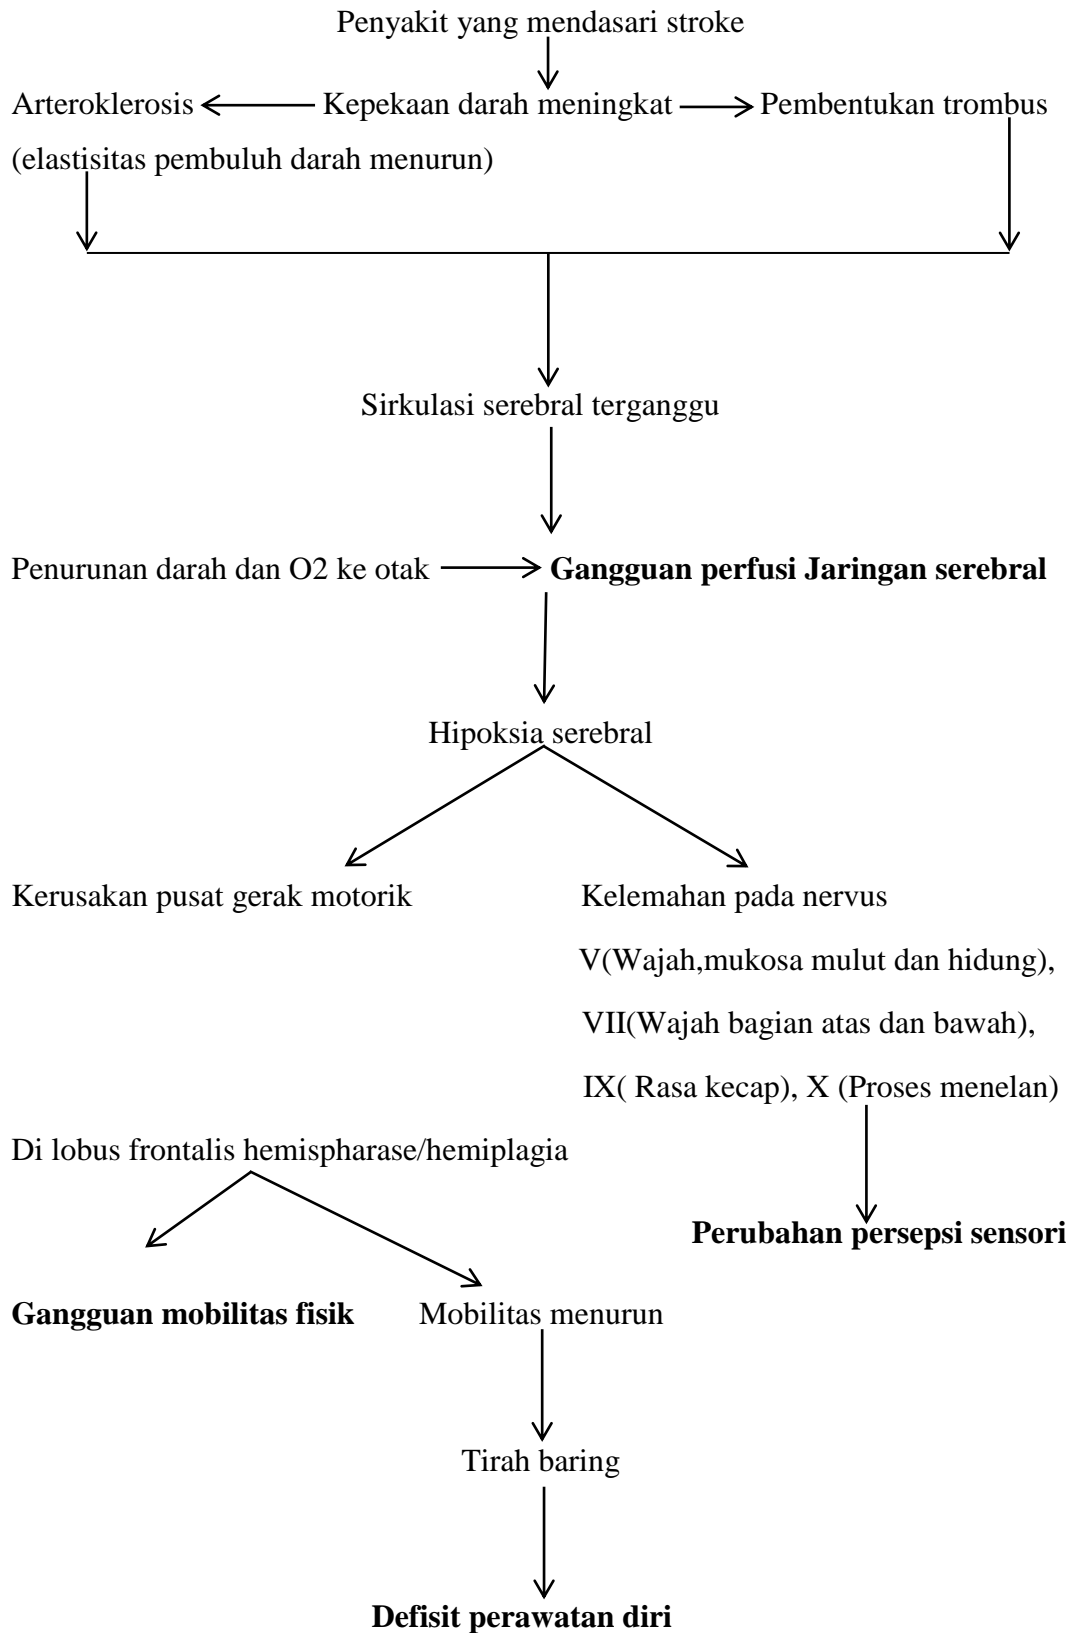 Penyakit yang mendasari stroke
Arteroklerosis Kepekaan darah meningkat Pembentukan trombus
(elastisitas pembuluh darah menurun)
Sirkulasi serebral terganggu
Penurunan darah dan O2 ke otak Gangguan perfusi Jaringan serebral
Hipoksia serebral
Kerusakan pusat gerak motorik Kelemahan pada nervus
V(Wajah,mukosa mulut dan hidung),
VII(Wajah bagian atas dan bawah),
IX( Rasa kecap), X (Proses menelan)
Di lobus frontalis hemispharase/hemiplagia
Perubahan persepsi sensori
Gangguan mobilitas fisik Mobilitas menurun
Tirah baring
Defisit perawatan diri